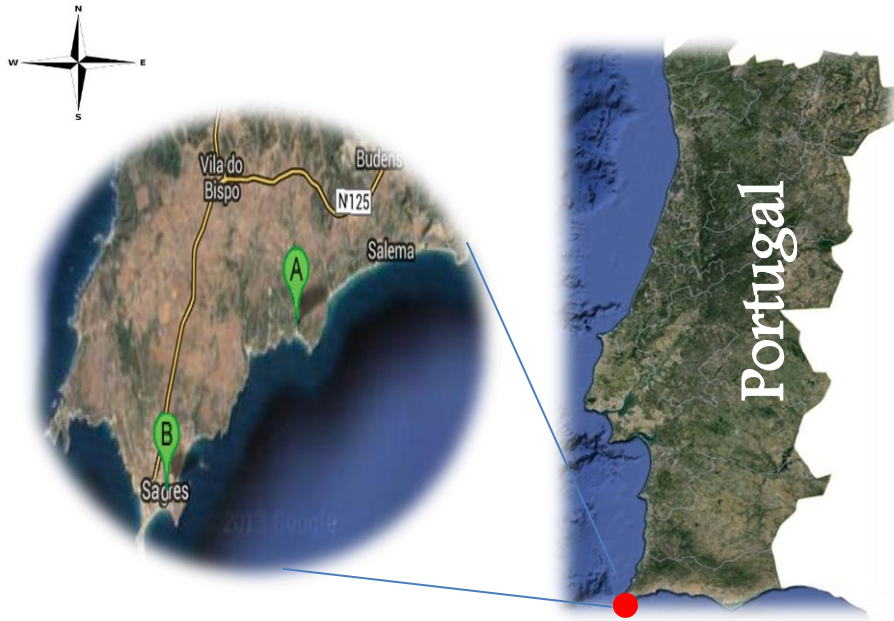 N
W
E
S
Vila do
Bispo
Budens
N125
Salema
A
B
Sagres
2013 Google
Portugal